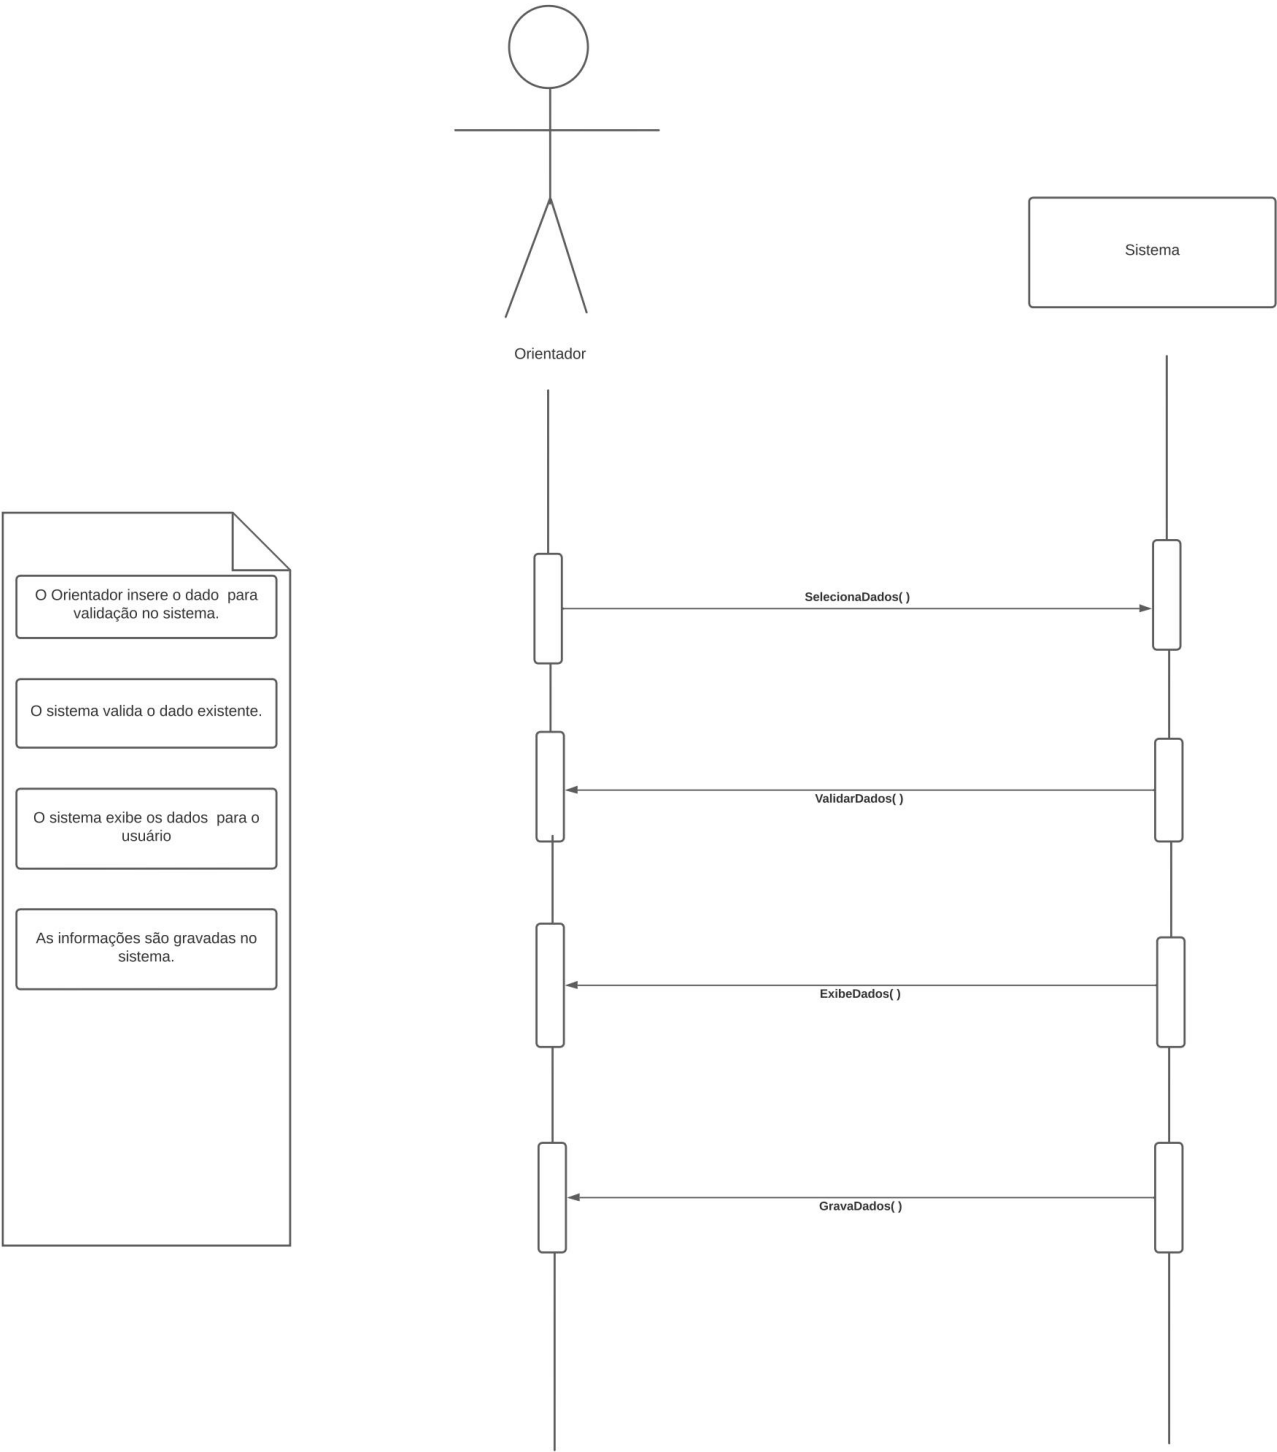 Sistema
Orientador
O Orientador insere o dado  para
validação no sistema.
SelecionaDados( )
O sistema valida o dado existente.
ValidarDados( )
O sistema exibe os dados  para o
usuário
As informações são gravadas no
sistema.
ExibeDados( )
GravaDados( )